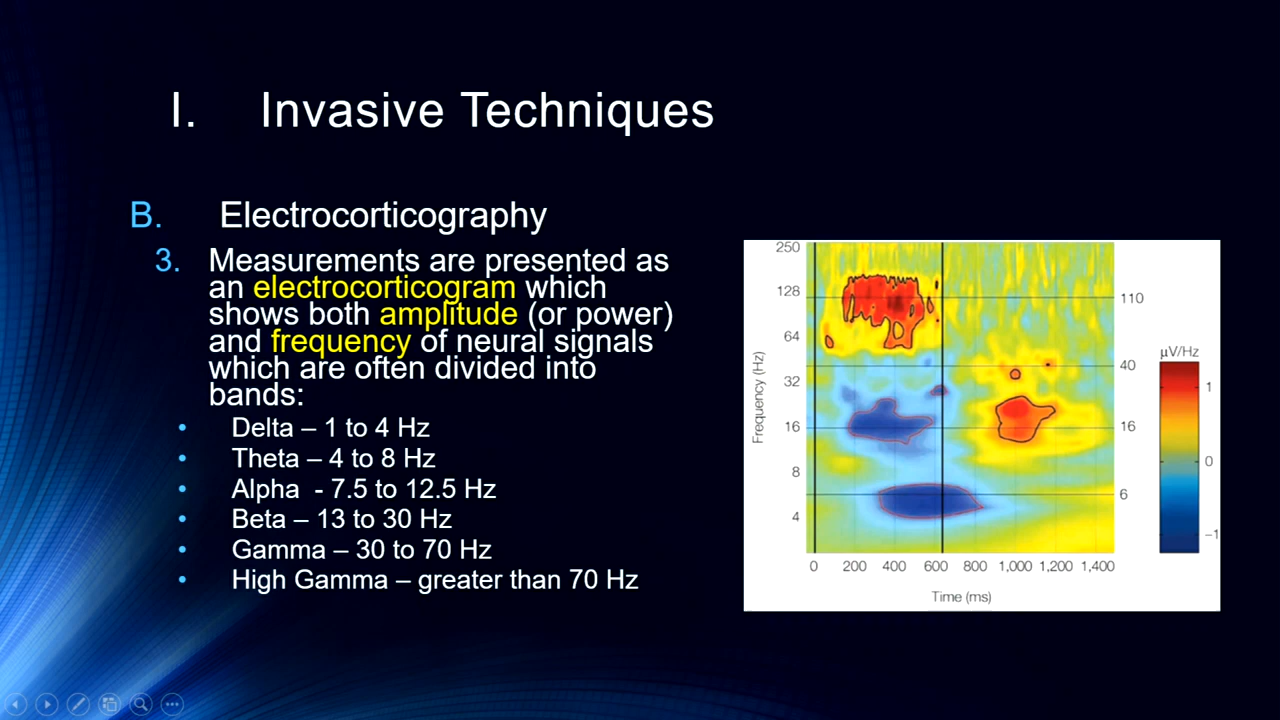 I. Invasive Techniques
B. Electrocorticography
3. Measurements are presented as
an electrocorticogram which
shows both amplitude (or power)
and frequency of neural signals
which are often divided into
bands:
• Delta – 1 to 4 Hz
• Theta – 4 to 8 Hz
• Alpha - 7.5 to 12.5 Hz
• Beta – 13 to 30 Hz
• Gamma – 30 to 70 Hz
• High Gamma – greater than 70 Hz
Frequency (Hz)
250
128
64
32
16
8
4
110
40
16
6
0 200 400 600 800 1,000 1,200 1,400
Time (ms)
µV/Hz
1
0
–1